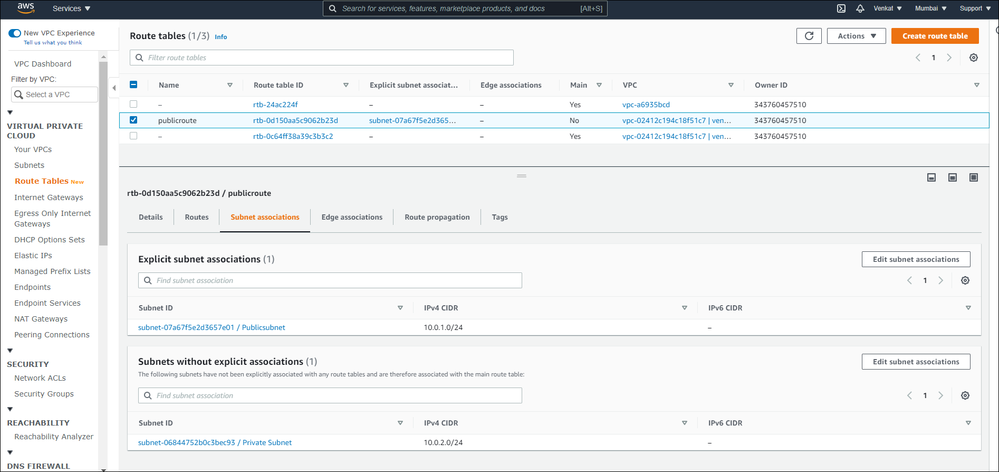 aws
Services
Search for services, features, marketplace products, and docs [Alt+S]
Venkat
Mumbai
Support
New VPC Experience
Tell us what you think
VPC Dashboard
Filter by VPC:
Select a VPC
VIRTUAL PRIVATE
CLOUD
Your VPCs
Subnets
Route Tables New
Internet Gateways
Egress Only Internet
Gateways
DHCP Options Sets
Elastic IPs
Managed Prefix Lists
Endpoints
Endpoint Services
NAT Gateways
Peering Connections
SECURITY
Network ACLs
Security Groups
REACHABILITY
Reachability Analyzer
DNS FIREWALL
Route tables (1/3) Info
Actions
Create route table
Filter route tables
1
Name Route table ID Explicit subnet associat... Edge associations Main VPC Owner ID
– rtb-24ac224f – – Yes vpc-a6935bcd 343760457510
publicroute rtb-0d150aa5c9062b23d subnet-07a67f5e2d365... – No vpc-02412c194c18f51c7 | ven... 343760457510
– rtb-0c64ff38a39c3b3c2 – – Yes vpc-02412c194c18f51c7 | ven... 343760457510
rtb-0d150aa5c9062b23d / publicroute
Details Routes Subnet associations Edge associations Route propagation Tags
Explicit subnet associations (1)
Edit subnet associations
Find subnet association
1
Subnet ID IPv4 CIDR IPv6 CIDR
subnet-07a67f5e2d3657e01 / Publicsubnet 10.0.1.0/24 –
Subnets without explicit associations (1)
Edit subnet associations
The following subnets have not been explicitly associated with any route tables and are therefore associated with the main route table:
Find subnet association
1
Subnet ID IPv4 CIDR IPv6 CIDR
subnet-06844752b0c3bec93 / Private Subnet 10.0.2.0/24 –